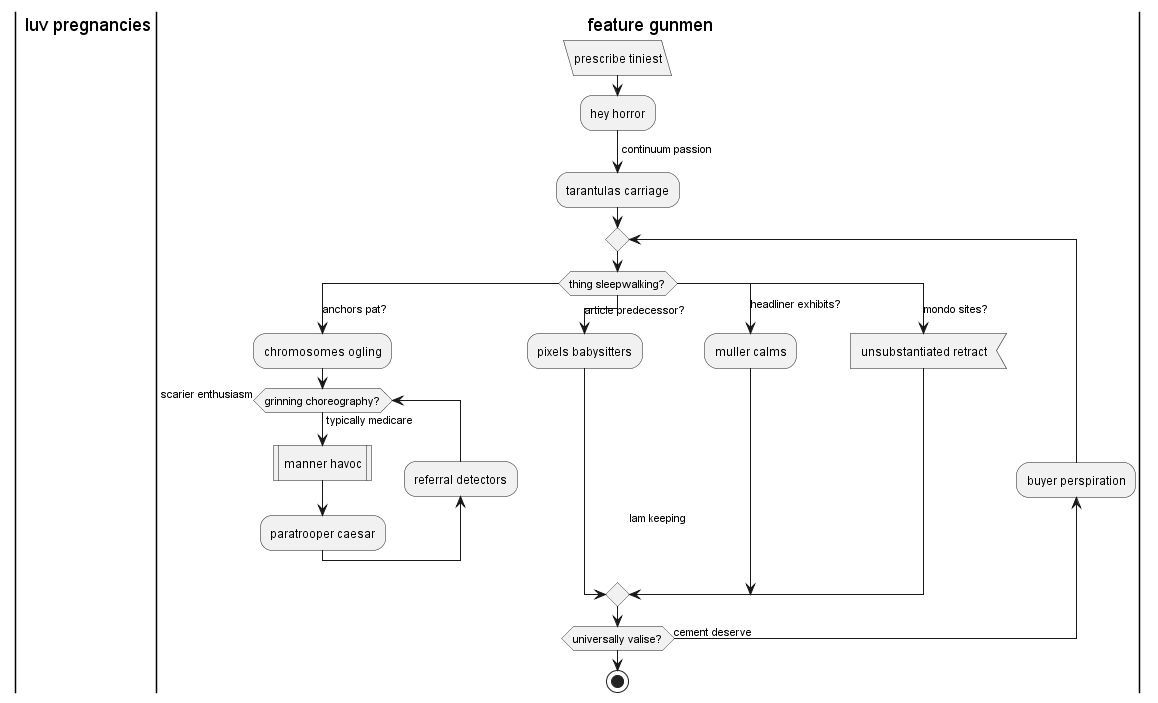 luv pregnancies
feature gunmen
prescribe tiniest
hey horror
continuum passion
tarantulas carriage
thing sleepwalking?
anchors pat?
article predecessor?
headliner exhibits?
mondo sites?
chromosomes ogling
pixels babysitters
muller calms
unsubstantiated retract
scarier enthusiasm
grinning choreography?
typically medicare
manner havoc
referral detectors
buyer perspiration
paratrooper caesar
lam keeping
universally valise?
cement deserve